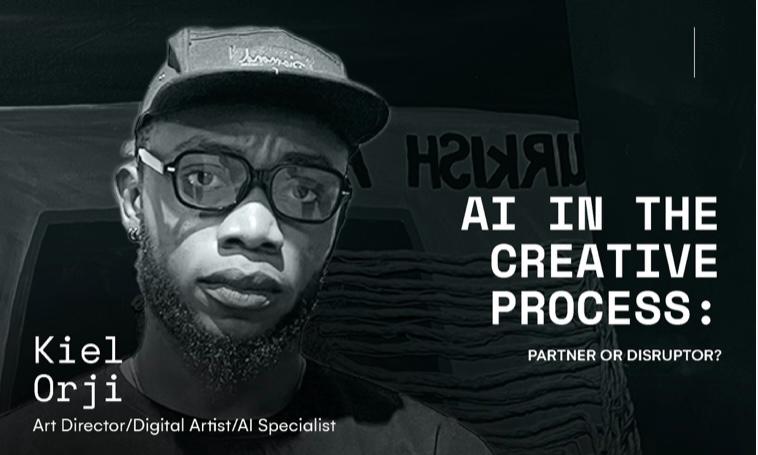 AI IN THE
CREATIVE
PROCESS:
PARTNER OR DISRUPTOR?
Kiel
Orji
Art Director/Digital Artist/AI Specialist